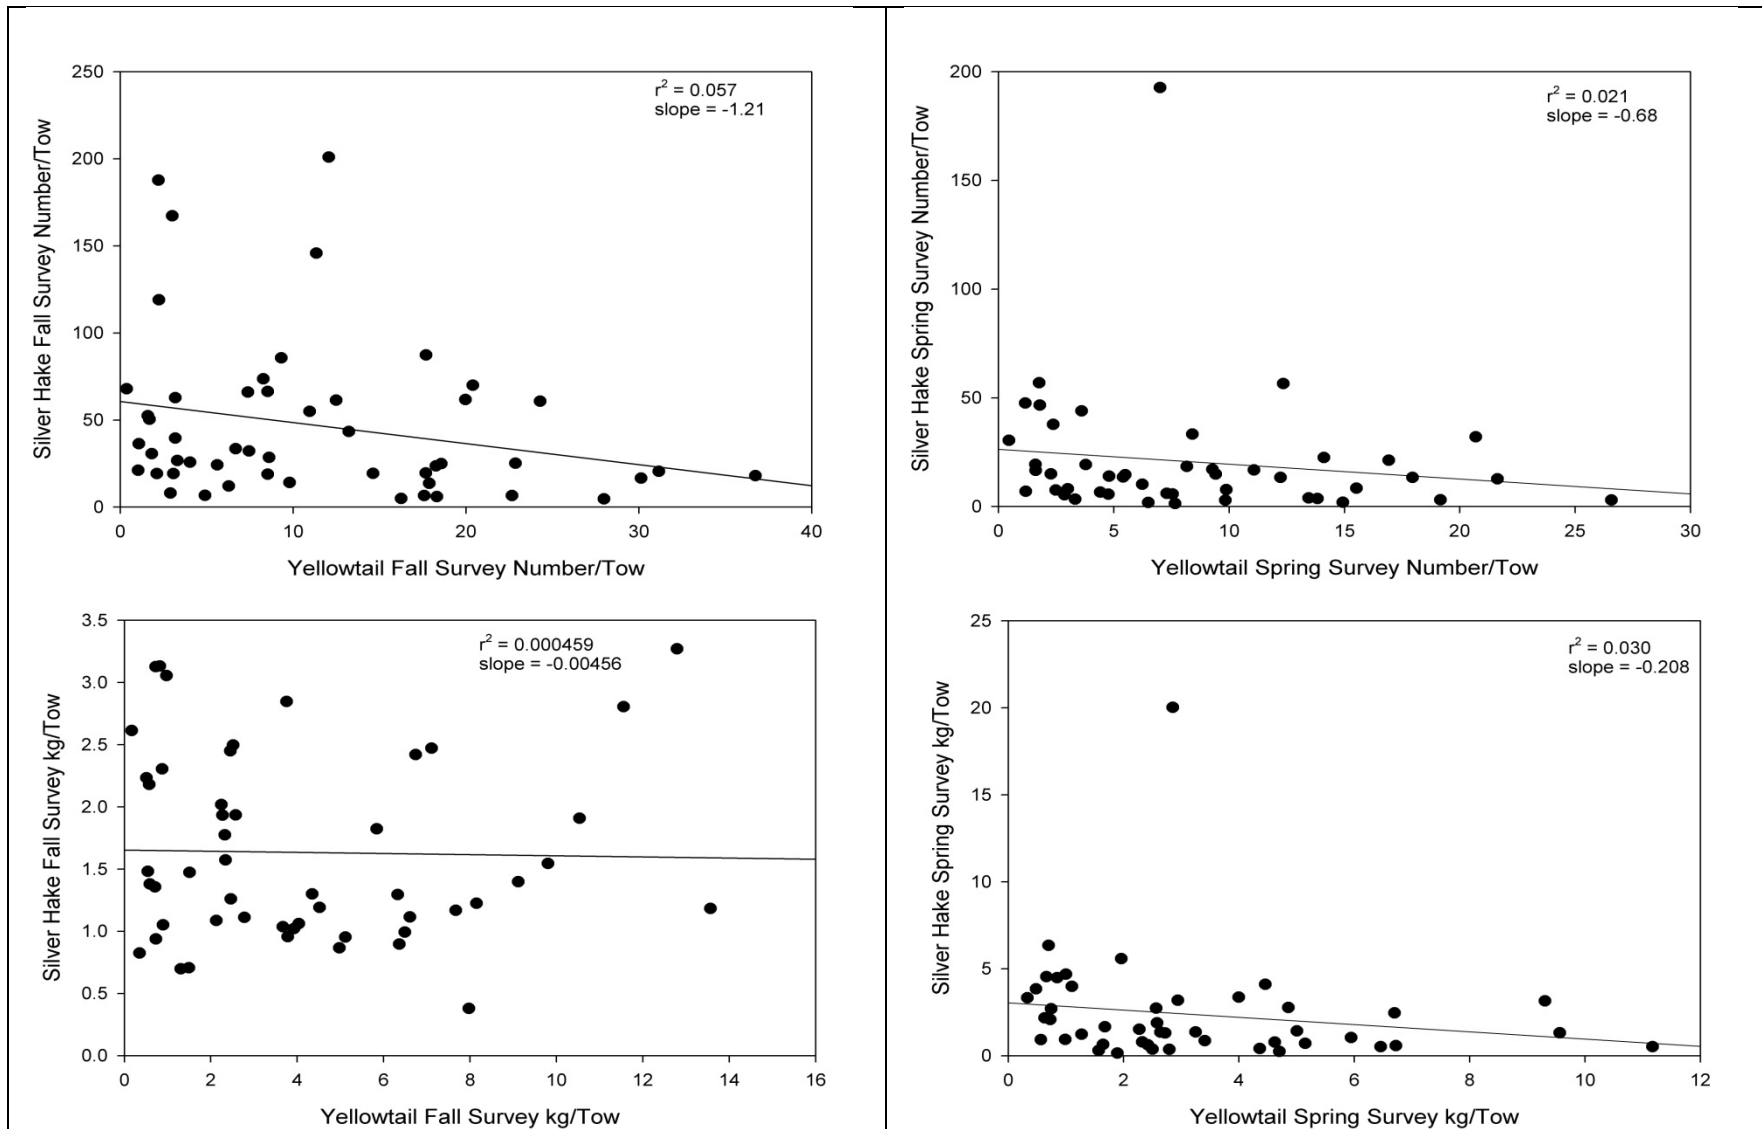 250
200
150
100
50
0
0 10 20 30 40
Silver Hake Fall Survey Number/Tow
Yellowtail Fall Survey Number/Tow
r² = 0.057
slope = -1.21
200
150
100
50
0
0 5 10 15 20 25 30
Silver Hake Spring Survey Number/Tow
Yellowtail Spring Survey Number/Tow
r² = 0.021
slope = -0.68
3.5
3.0
2.5
2.0
1.5
1.0
0.5
0.0
0 2 4 6 8 10 12 14 16
Silver Hake Fall Survey kg/Tow
Yellowtail Fall Survey kg/Tow
r² = 0.000459
slope = -0.00456
25
20
15
10
5
0
0 2 4 6 8 10 12
Silver Hake Spring Survey kg/Tow
Yellowtail Spring Survey kg/Tow
r² = 0.030
slope = -0.208